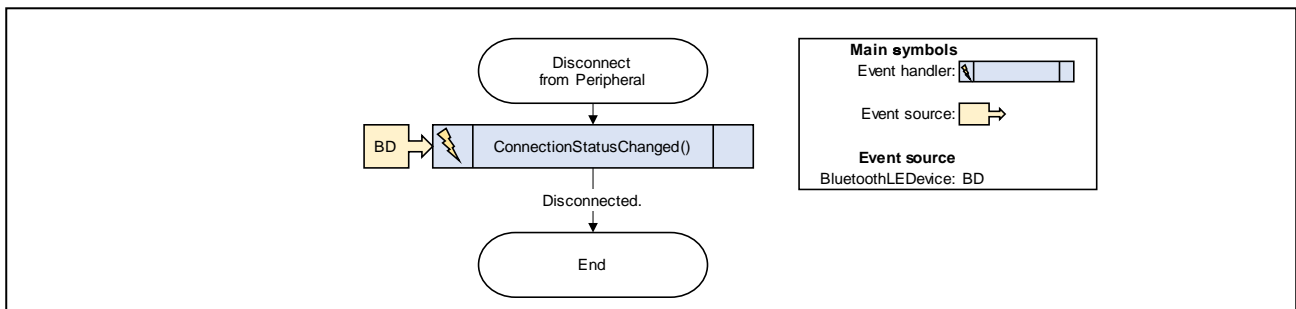 Disconnect
from Peripheral
BD
ConnectionStatusChanged()
Disconnected.
End
Main symbols
Event handler:
Event source:
Event source
BluetoothLEDevice: BD